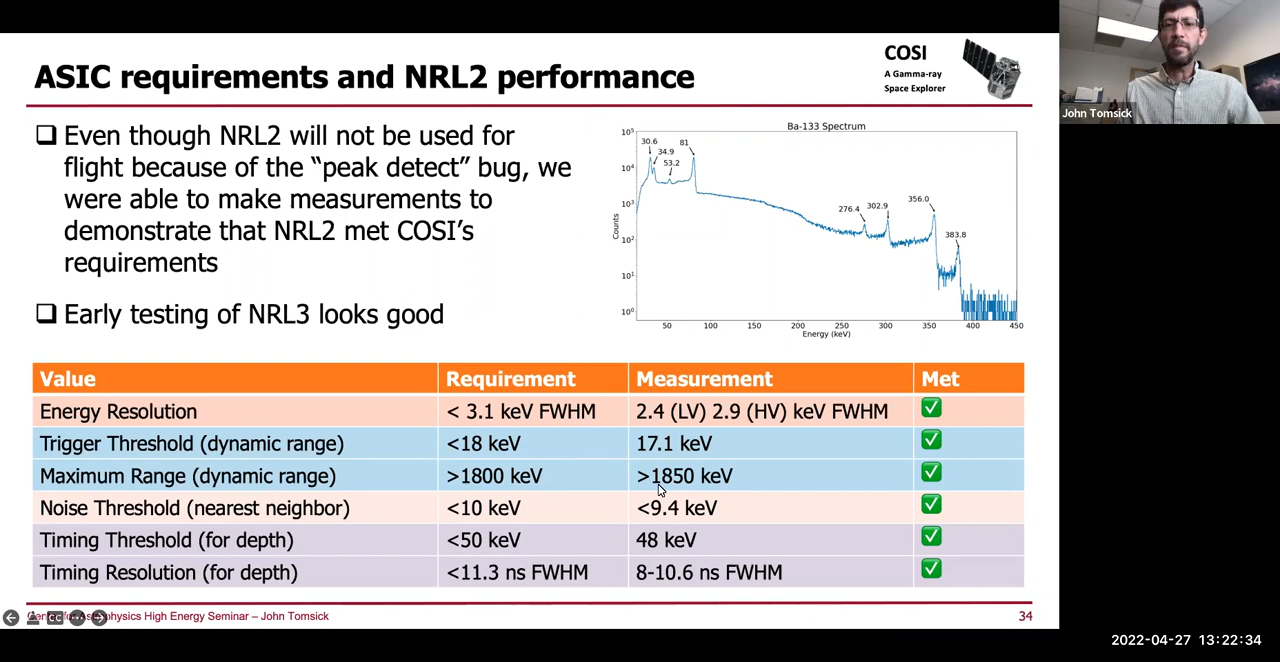 ASIC requirements and NRL2 performance
COSI
A Gamma-ray
Space Explorer
John Tomsick
❑ Even though NRL2 will not be used for
flight because of the “peak detect” bug, we
were able to make measurements to
demonstrate that NRL2 met COSI’s
requirements
❑ Early testing of NRL3 looks good
Ba-133 Spectrum
10⁵
10⁴
10³
10²
10¹
10⁰
Counts
30.6
34.9
53.2
81
276.4
302.9
356.0
383.8
50 100 150 200 250 300 350 400 450
Energy (keV)
Value Requirement Measurement Met
Energy Resolution < 3.1 keV FWHM 2.4 (LV) 2.9 (HV) keV FWHM ✅
Trigger Threshold (dynamic range) <18 keV 17.1 keV ✅
Maximum Range (dynamic range) >1800 keV >1850 keV ✅
Noise Threshold (nearest neighbor) <10 keV <9.4 keV ✅
Timing Threshold (for depth) <50 keV 48 keV ✅
Timing Resolution (for depth) <11.3 ns FWHM 8-10.6 ns FWHM ✅
Astrophysics High Energy Seminar – John Tomsick
34
2022-04-27 13:22:34